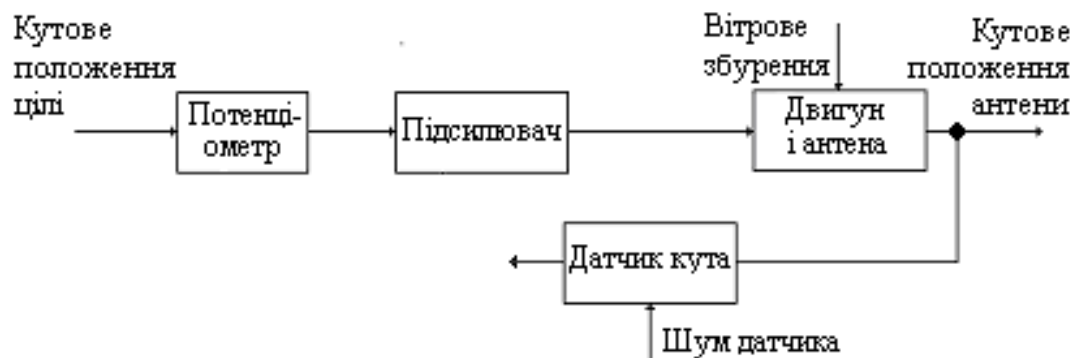 Кутове
положення
цілі
Вітрове
збурення
Кутове
положення
антени
Потенці-
ометр
Підсилювач
Двигун
і антена
Датчик кута
Шум датчика